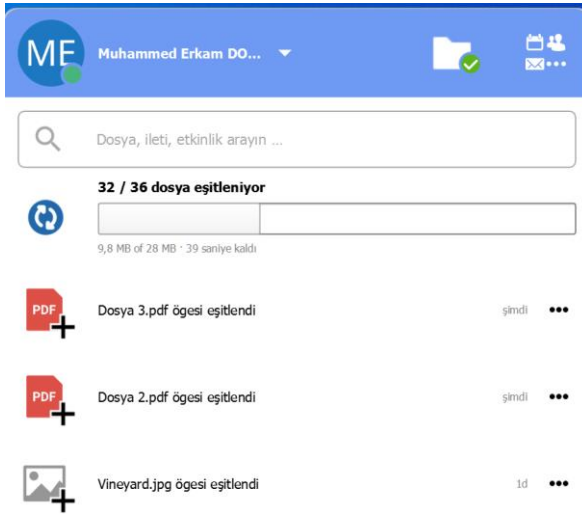 ME
Muhammed Erkam DO...
Dosya, ileti, etkinlik arayın ...
32 / 36 dosya eşitleniyor
9,8 MB of 28 MB · 39 saniye kaldı
PDF
Dosya 3.pdf ögesi eşitlendi
şimdi
PDF
Dosya 2.pdf ögesi eşitlendi
şimdi
Vineyard.jpg ögesi eşitlendi
1d